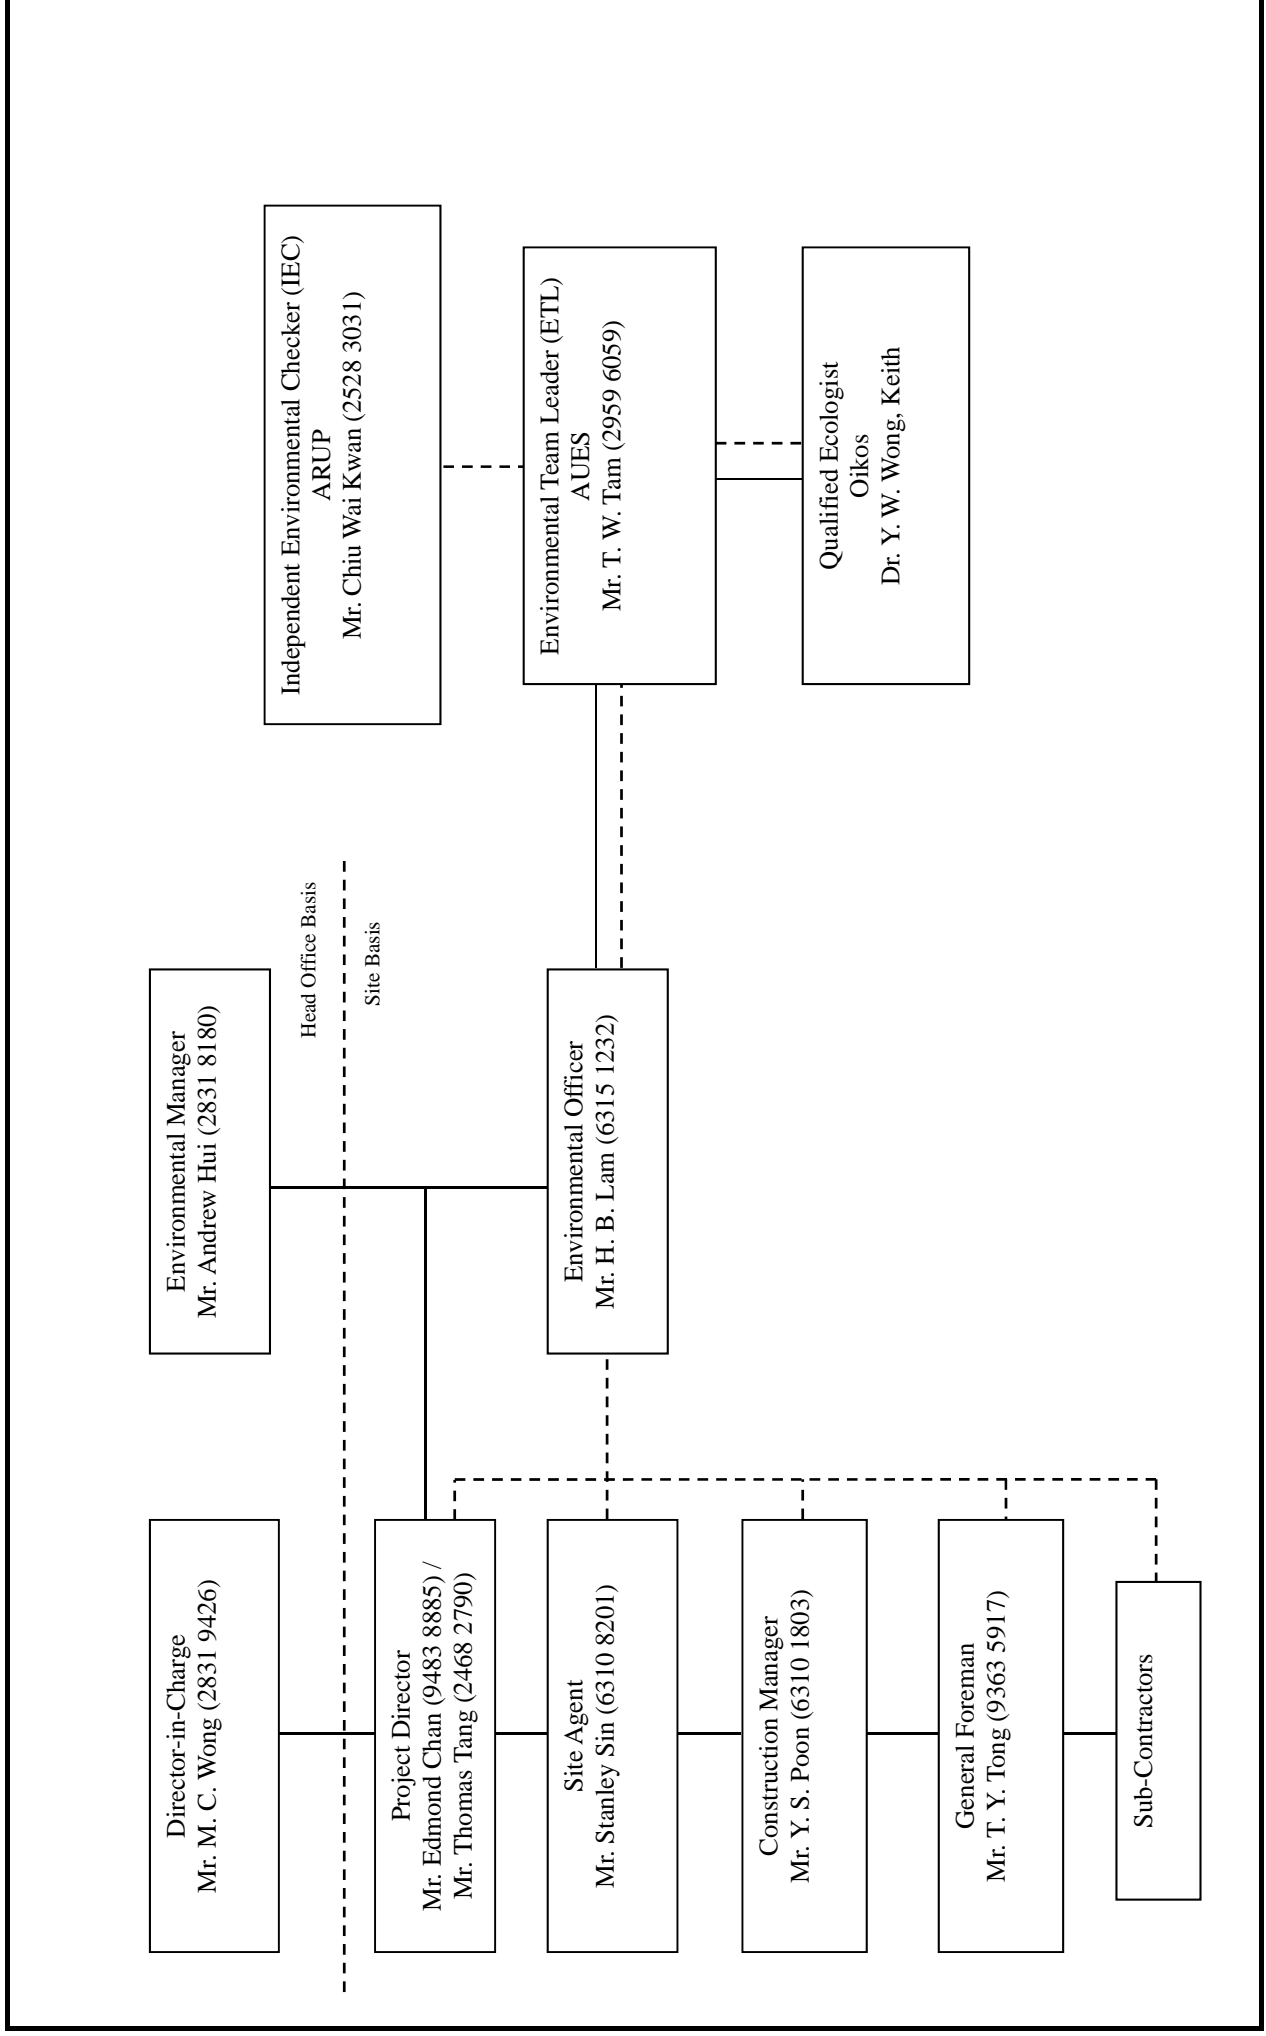 Director-in-Charge
Mr. M. C. Wong (2831 9426)
Environmental Manager
Mr. Andrew Hui (2831 8180)
Independent Environmental Checker (IEC)
ARUP
Mr. Chiu Wai Kwan (2528 3031)
Head Office Basis
Site Basis
Project Director
Mr. Edmond Chan (9483 8885) /
Mr. Thomas Tang (2468 2790)
Site Agent
Mr. Stanley Sin (6310 8201)
Environmental Officer
Mr. H. B. Lam (6315 1232)
Environmental Team Leader (ETL)
AUES
Mr. T. W. Tam (2959 6059)
Construction Manager
Mr. Y. S. Poon (6310 1803)
Qualified Ecologist
Oikos
Dr. Y. W. Wong, Keith
General Foreman
Mr. T. Y. Tong (9363 5917)
Sub-Contractors